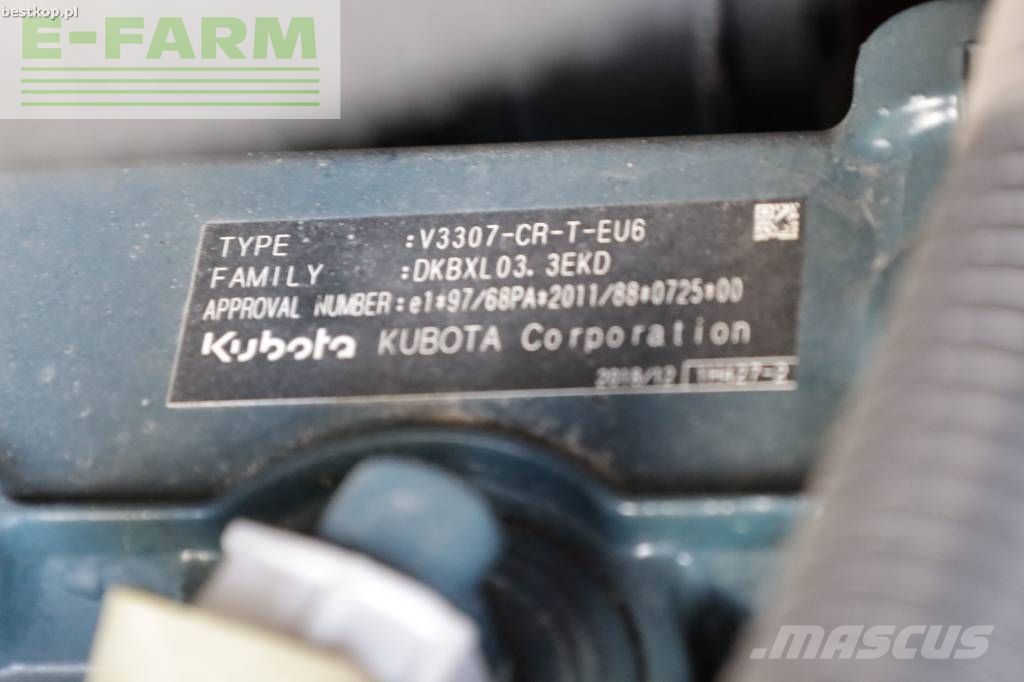 bestkop.pl
E-FARM
TYPE :V3307-CR-T-EU6
FAMILY :DKBXL03.3EKD
APPROVAL NUMBER:e1*97/68PA*2011/88*0725*00
Kubota KUBOTA Corporation
MASCUS